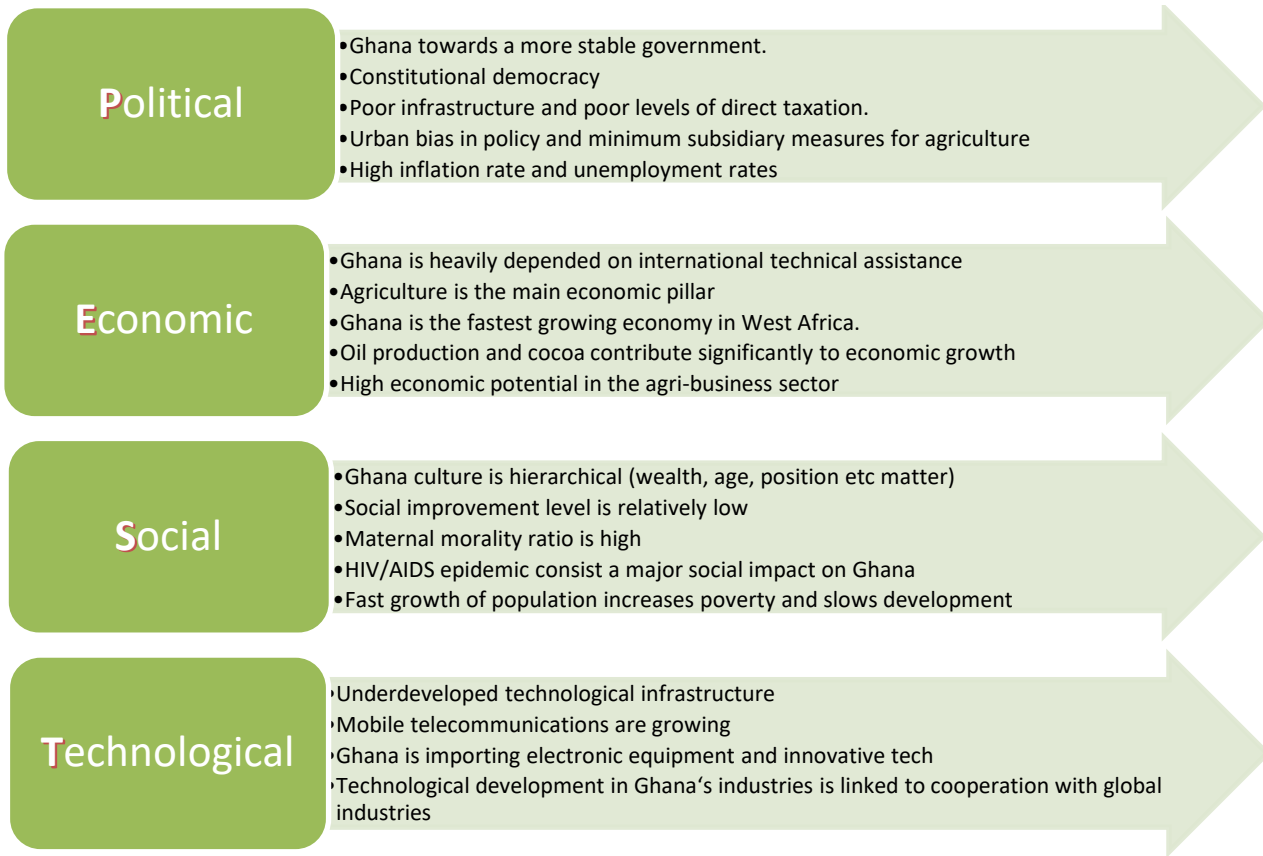 Political
•Ghana towards a more stable government.
•Constitutional democracy
•Poor infrastructure and poor levels of direct taxation.
•Urban bias in policy and minimum subsidiary measures for agriculture
•High inflation rate and unemployment rates
Economic
•Ghana is heavily depended on international technical assistance
•Agriculture is the main economic pillar
•Ghana is the fastest growing economy in West Africa.
•Oil production and cocoa contribute significantly to economic growth
•High economic potential in the agri-business sector
Social
•Ghana culture is hierarchical (wealth, age, position etc matter)
•Social improvement level is relatively low
•Maternal morality ratio is high
•HIV/AIDS epidemic consist a major social impact on Ghana
•Fast growth of population increases poverty and slows development
Technological
•Underdeveloped technological infrastructure
•Mobile telecommunications are growing
•Ghana is importing electronic equipment and innovative tech
•Technological development in Ghana‘s industries is linked to cooperation with global
industries